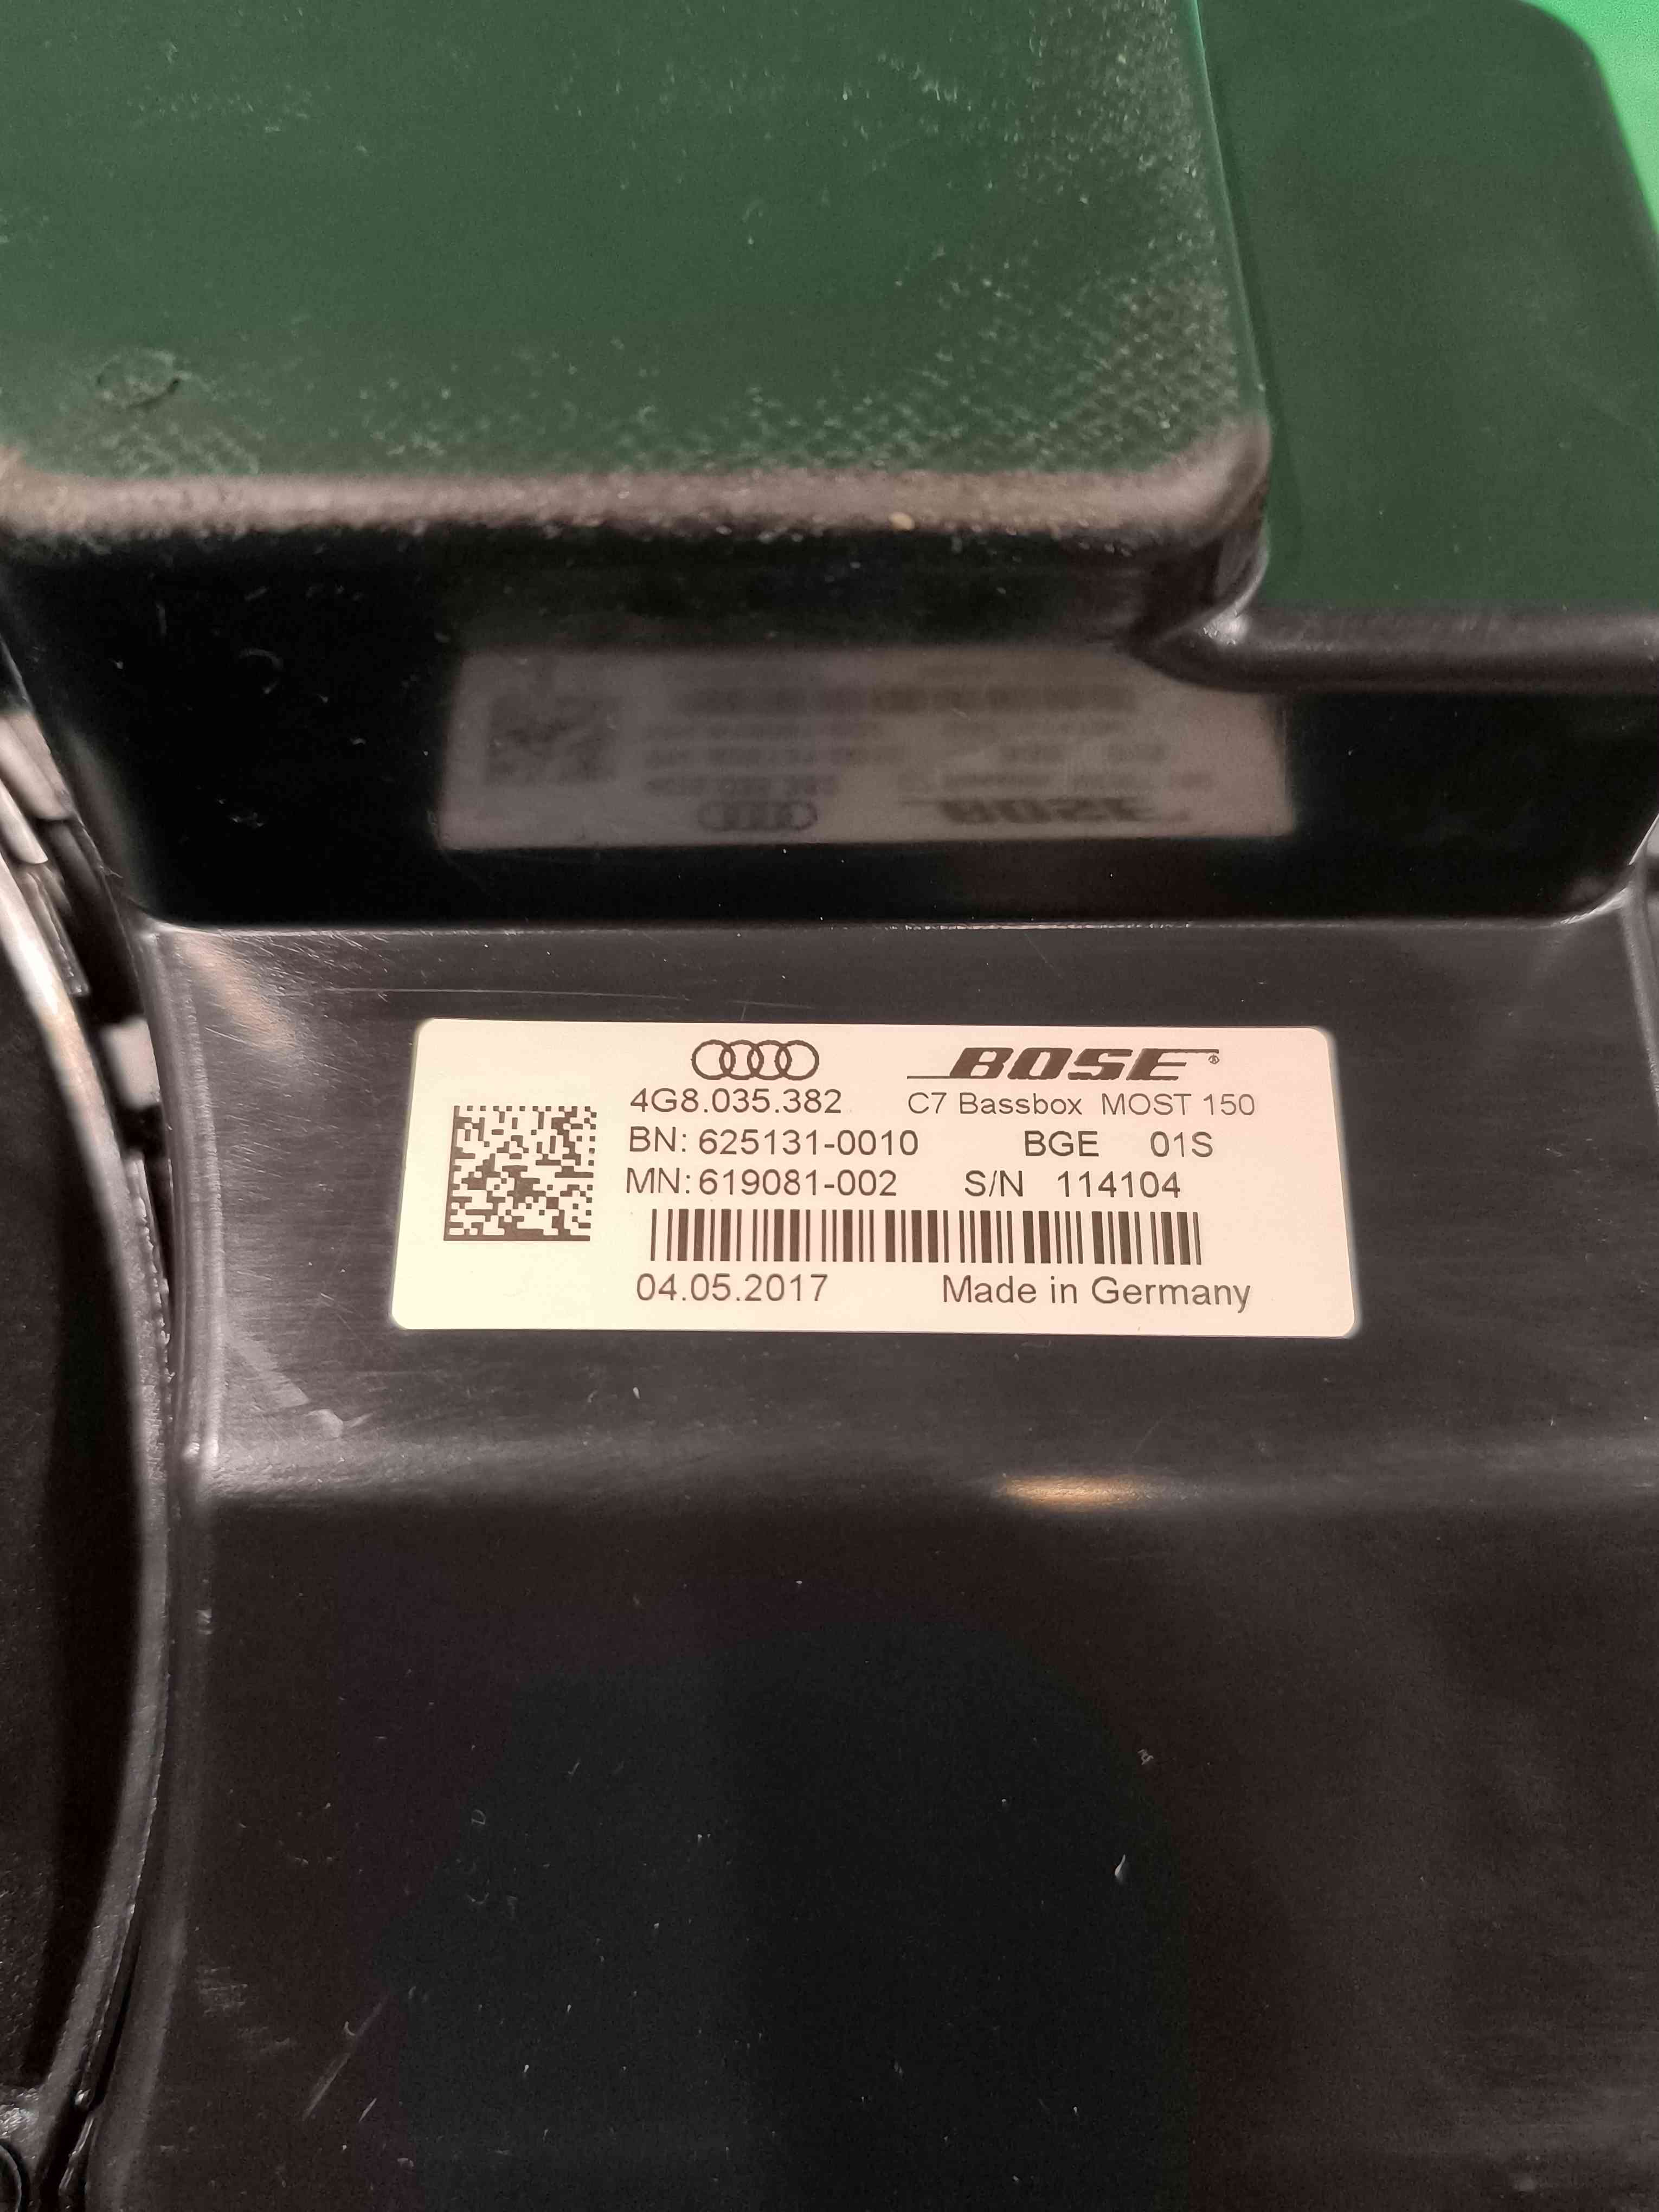 BOSE®
4G8.035.382 C7 Bassbox MOST 150
BN: 625131-0010 BGE 01S
MN: 619081-002 S/N 114104
04.05.2017 Made in Germany